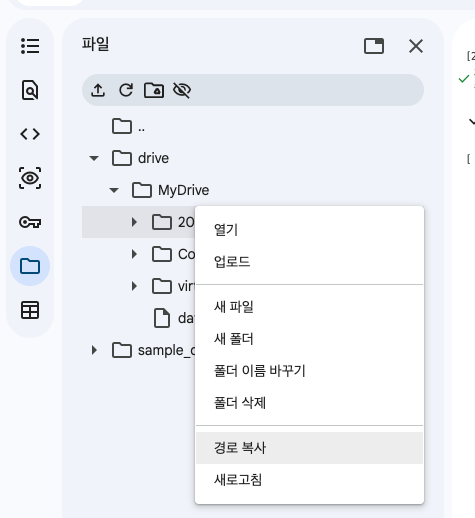 파일
..
drive
MyDrive
20
열기
업로드
새 파일
새 폴더
폴더 이름 바꾸기
폴더 삭제
경로 복사
새로고침
Co
da
sample_
[